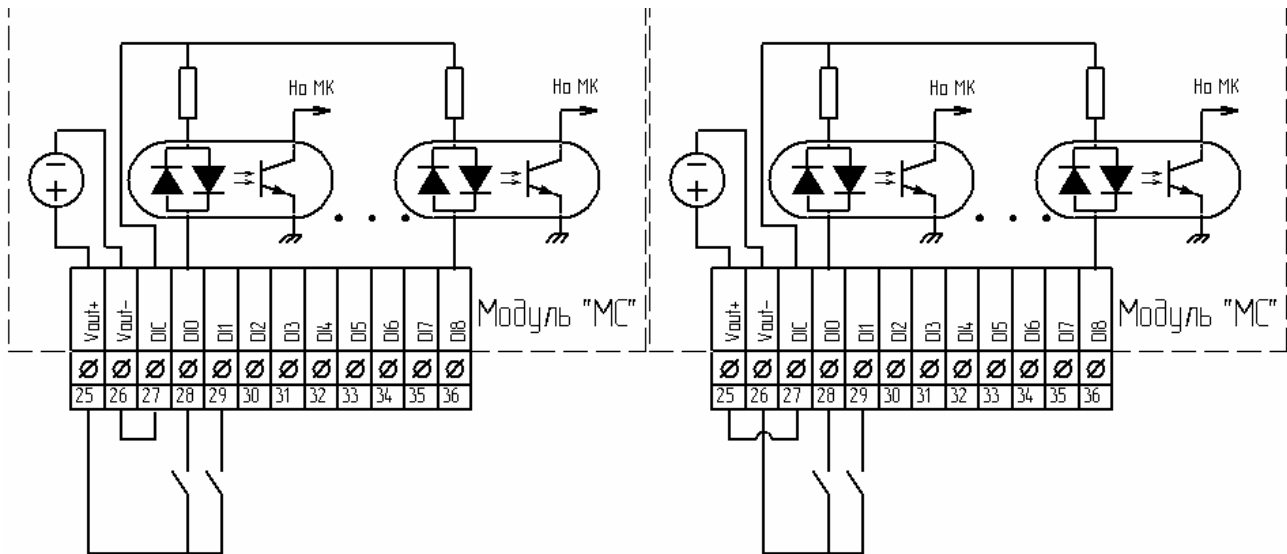 На МК
На МК
На МК
На МК
Vout+
Vout-
DIC
DI0
DI1
DI2
DI3
DI4
DI5
DI6
DI7
DI8
Модуль "МС"
Vout+
Vout-
DIC
DI0
DI1
DI2
DI3
DI4
DI5
DI6
DI7
DI8
Модуль "МС"
25 26 27 28 29 30 31 32 33 34 35 36
25 26 27 28 29 30 31 32 33 34 35 36